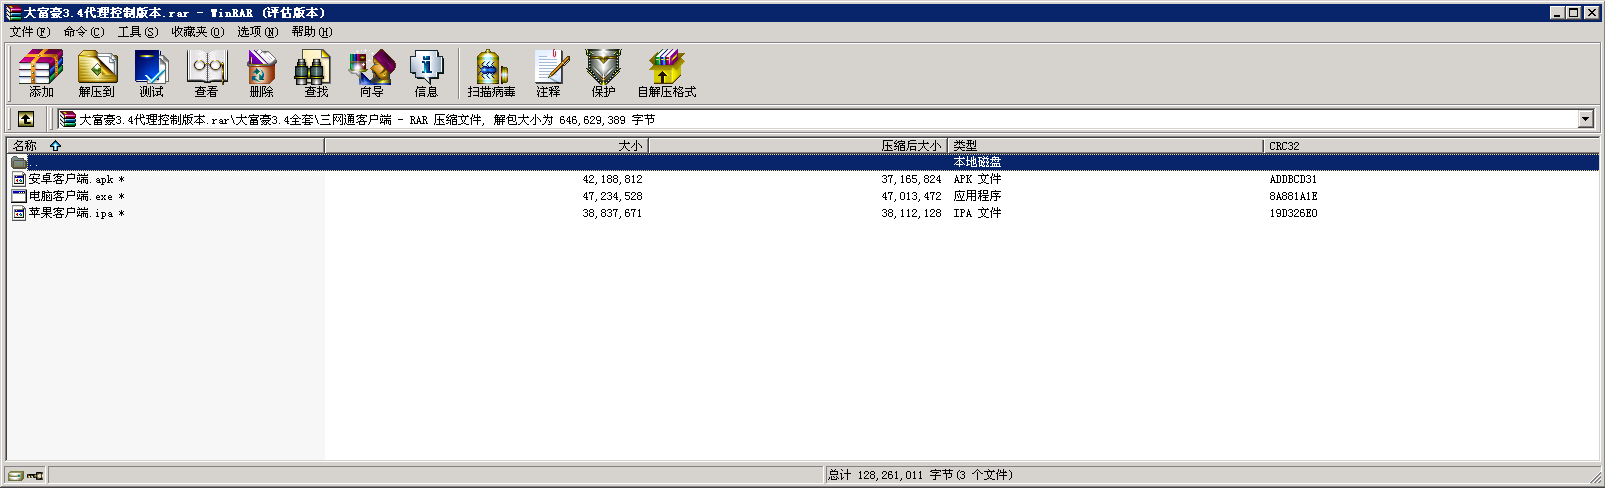 大富豪3.4代理控制版本.rar - WinRAR (评估版本)
文件(F) 命令(C) 工具(S) 收藏夹(O) 选项(N) 帮助(H)
添加 解压到 测试 查看 删除 查找 向导 信息 扫描病毒 注释 保护 自解压格式
大富豪3.4代理控制版本.rar\大富豪3.4全套\三网通客户端 - RAR 压缩文件, 解包大小为 646,629,389 字节
名称 大小 压缩后大小 类型 CRC32
.. 本地磁盘
安卓客户端.apk * 42,188,812 37,165,824 APK 文件 ADDBCD31
电脑客户端.exe * 47,234,528 47,013,472 应用程序 8A881A1E
苹果客户端.ipa * 38,837,671 38,112,128 IPA 文件 19D326E0
总计 128,261,011 字节(3 个文件)